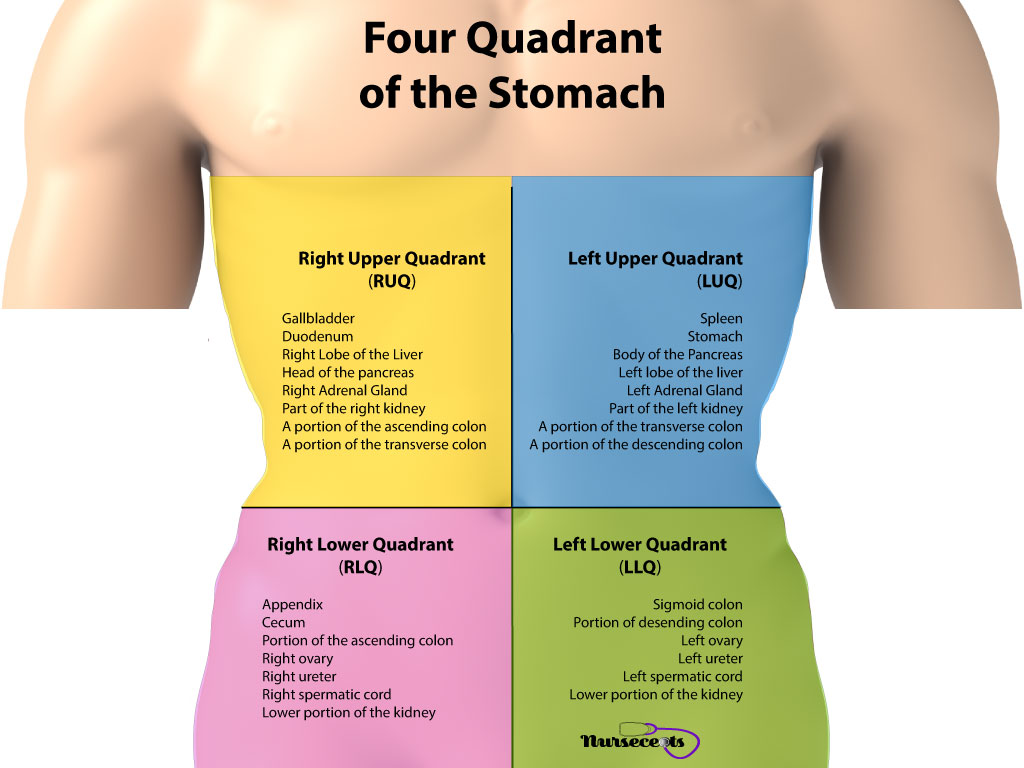 Four Quadrant
of the Stomach
Right Upper Quadrant
(RUQ)
Gallbladder
Duodenum
Right Lobe of the Liver
Head of the pancreas
Right Adrenal Gland
Part of the right kidney
A portion of the ascending colon
A portion of the transverse colon
Left Upper Quadrant
(LUQ)
Spleen
Stomach
Body of the Pancreas
Left lobe of the liver
Left Adrenal Gland
Part of the left kidney
A portion of the transverse colon
A portion of the descending colon
Right Lower Quadrant
(RLQ)
Appendix
Cecum
Portion of the ascending colon
Right ovary
Right ureter
Right spermatic cord
Lower portion of the kidney
Left Lower Quadrant
(LLQ)
Sigmoid colon
Portion of desending colon
Left ovary
Left ureter
Left spermatic cord
Lower portion of the kidney
Nursecepts